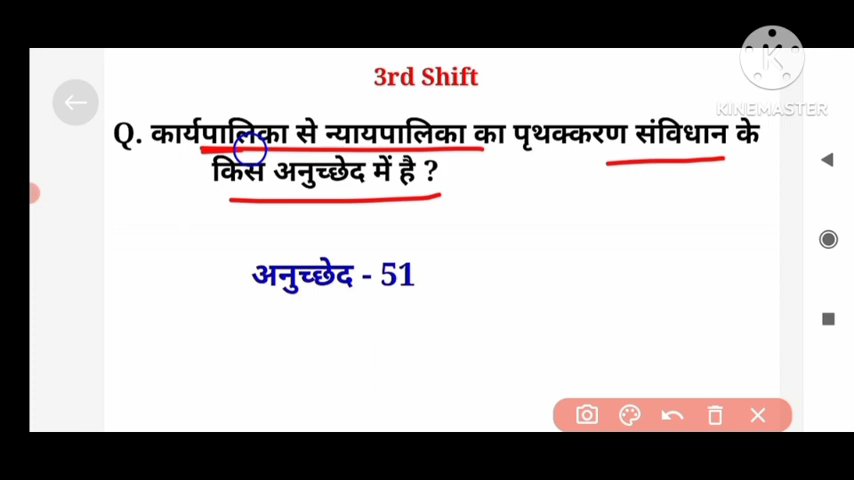 3rd Shift
KINEMASTER
Q. कार्यपालिका से न्यायपालिका का पृथक्करण संविधान के
किस अनुच्छेद में है ?
अनुच्छेद - 51